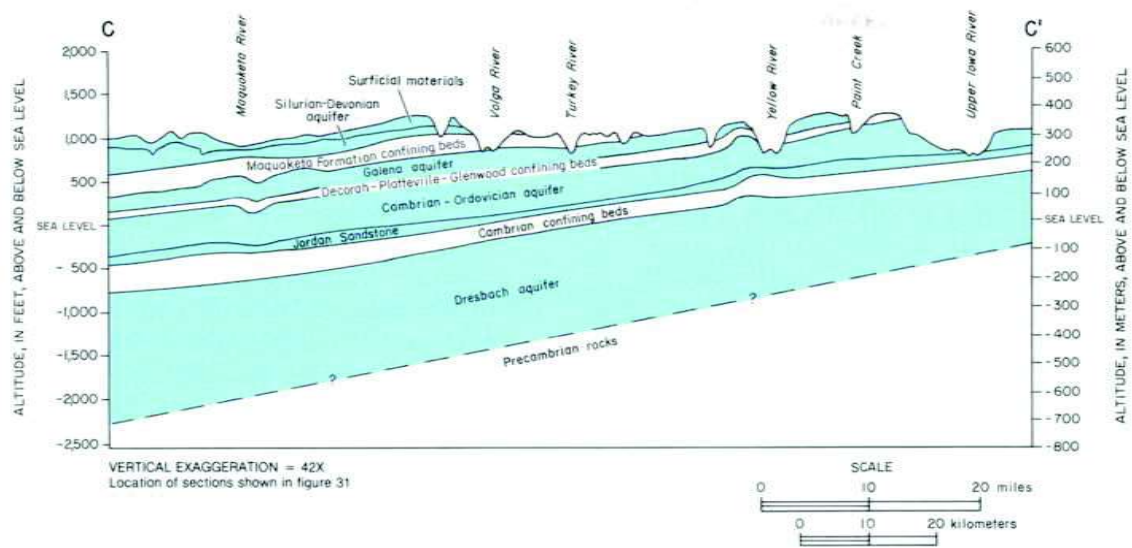 C
C'
2000
1,500
1,000
500
SEA LEVEL
- 500
-1,000
-1,500
-2,000
-2,500
ALTITUDE, IN FEET, ABOVE AND BELOW SEA LEVEL
Maquoketa River
Volga River
Turkey River
Yellow River
Paint Creek
Upper Iowa River
Surficial materials
Silurian-Devonian
aquifer
Maquoketa Formation confining beds
Galena aquifer
Decorah-Platteville-Glenwood confining beds
Cambrian - Ordovician aquifer
Jordan Sandstone
Cambrian confining beds
Dresbach aquifer
?
?
Precambrian rocks
600
500
400
300
200
100
SEA LEVEL
-100
-200
-300
-400
-500
-600
-700
-800
ALTITUDE, IN METERS, ABOVE AND BELOW SEA LEVEL
VERTICAL EXAGGERATION = 42X
Location of sections shown in figure 31
SCALE
0 10 20 miles
0 10 20 kilometers